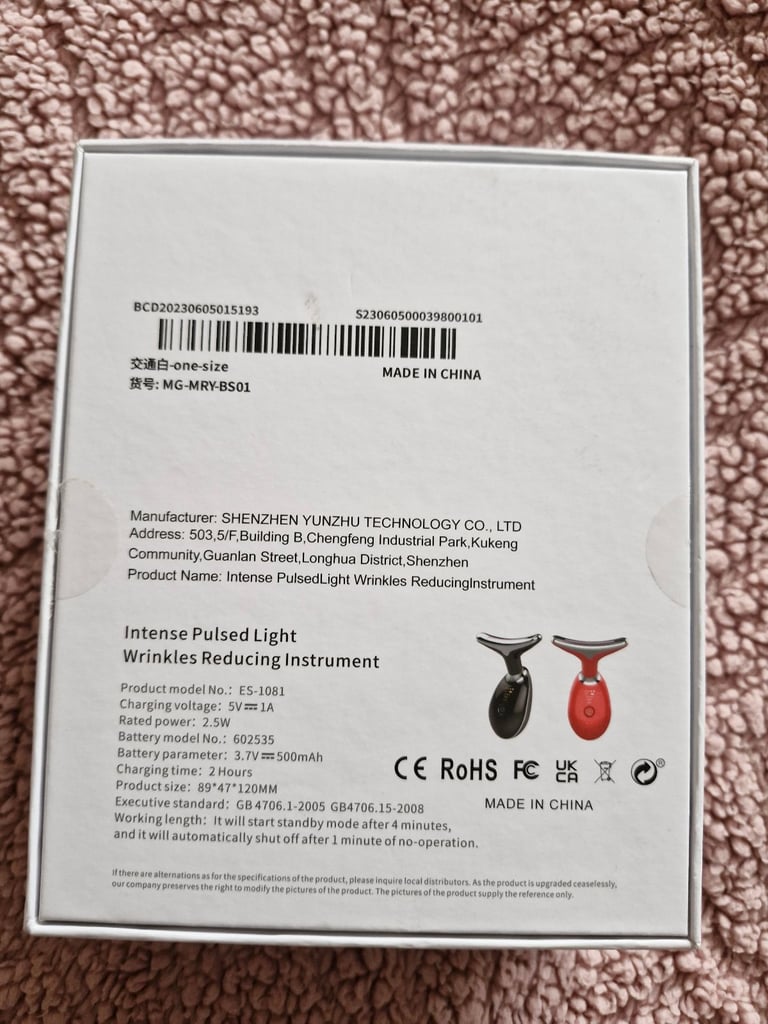 BCD20230605015193
S23060500039800101
交通白-one-size
MADE IN CHINA
货号: MG-MRY-BS01
Manufacturer: SHENZHEN YUNZHU TECHNOLOGY CO., LTD
Address: 503,5/F,Building B,Chengfeng Industrial Park,Kukeng
Community,Guanlan Street,Longhua District,Shenzhen
Product Name: Intense PulsedLight Wrinkles ReducingInstrument
Intense Pulsed Light
Wrinkles Reducing Instrument
Product model No.: ES-1081
Charging voltage: 5V⎓1A
Rated power: 2.5W
Battery model No.: 602535
Battery parameter: 3.7V⎓500mAh
Charging time: 2 Hours
Product size: 89*47*120MM
Executive standard: GB 4706.1-2005 GB4706.15-2008
Working length: It will start standby mode after 4 minutes,
and it will automatically shut off after 1 minute of no-operation.
CE RoHS FC UK CA ®
MADE IN CHINA
If there are alternations as for the specifications of the product, please inquire local distributors. As the product is upgraded ceaselessly,
our company preserves the right to modify the pictures of the product. The pictures of the product supply the reference only.